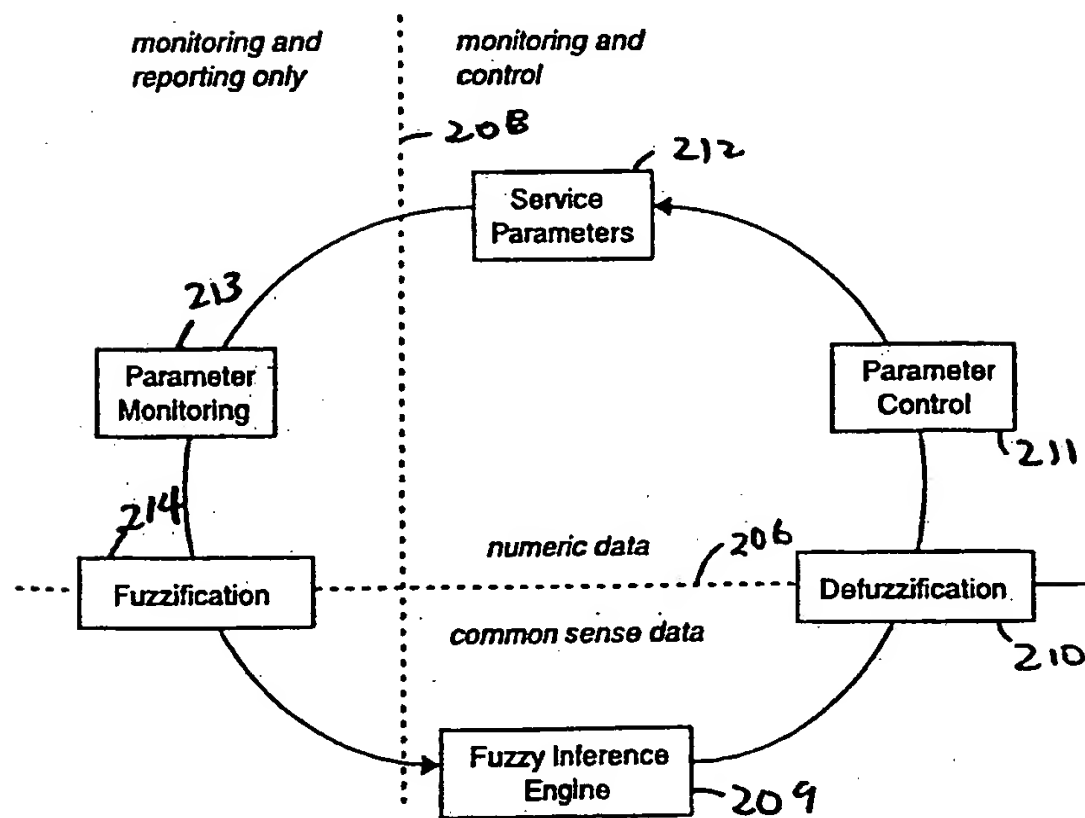 monitoring and
reporting only
monitoring and
control
208
212
Service
Parameters
213
Parameter
Monitoring
Parameter
Control
211
214
numeric data
206
Fuzzification
Defuzzification
common sense data
210
Fuzzy Inference
Engine
209